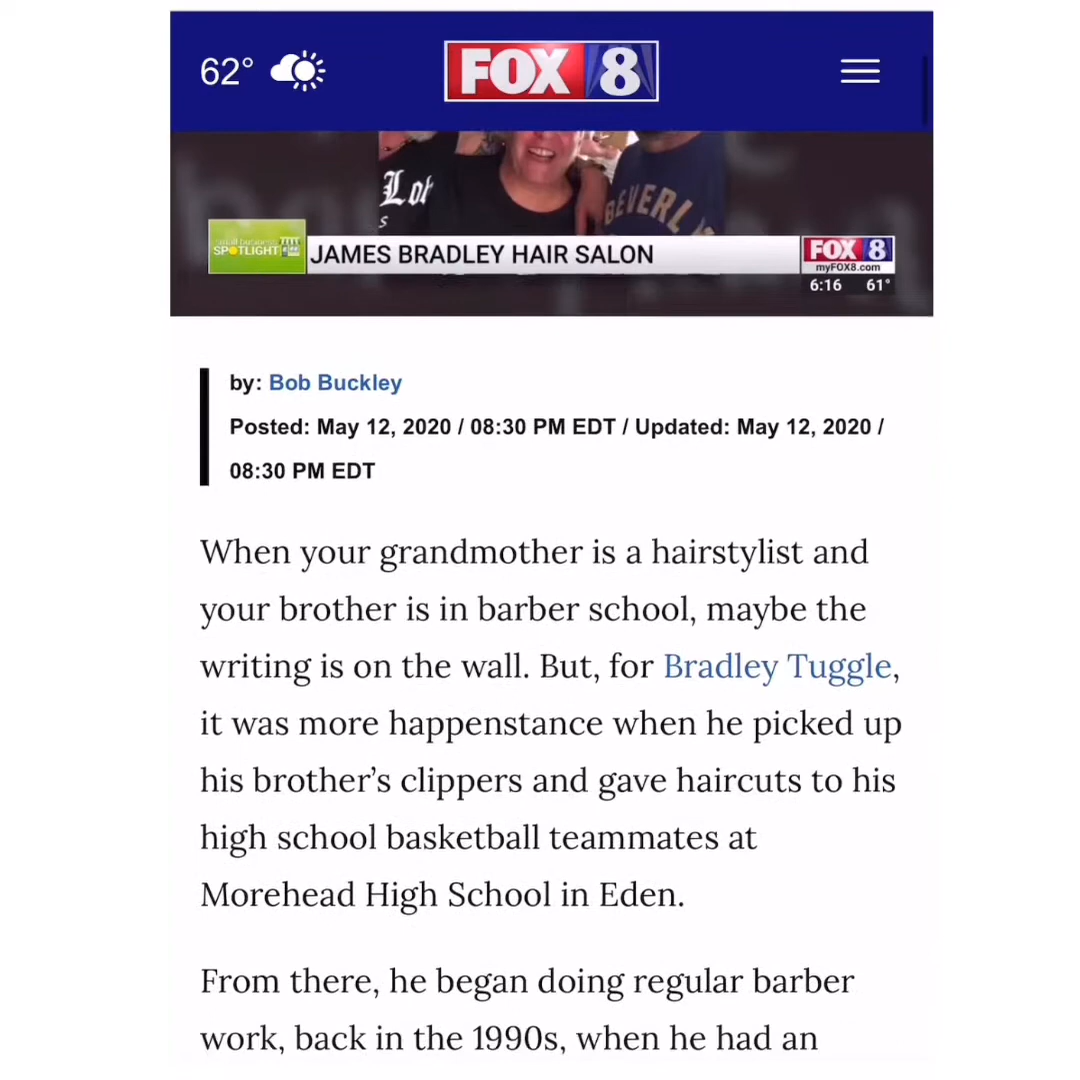 62°
FOX 8
BEVERL
small business
SPOTLIGHT
JAMES BRADLEY HAIR SALON
FOX 8
myFOX8.com
6:16 61°
by: Bob Buckley
Posted: May 12, 2020 / 08:30 PM EDT / Updated: May 12, 2020 /
08:30 PM EDT
When your grandmother is a hairstylist and
your brother is in barber school, maybe the
writing is on the wall. But, for Bradley Tuggle,
it was more happenstance when he picked up
his brother’s clippers and gave haircuts to his
high school basketball teammates at
Morehead High School in Eden.
From there, he began doing regular barber
work, back in the 1990s, when he had an